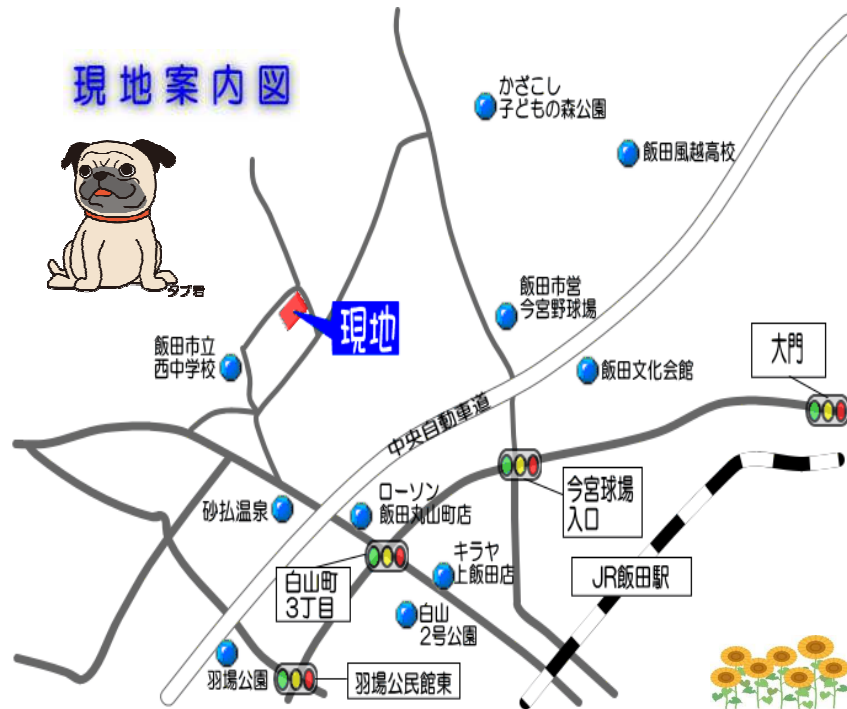 現地案内図
かざこし
子どもの森公園
飯田風越高校
タブ君
飯田市営
今宮野球場
現地
飯田市立
西中学校
大門
飯田文化会館
中央自動車道
今宮球場
入口
砂払温泉
ローソン
飯田丸山町店
キラヤ
上飯田店
白山町
3丁目
JR飯田駅
白山
2号公園
羽場公園
羽場公民館東